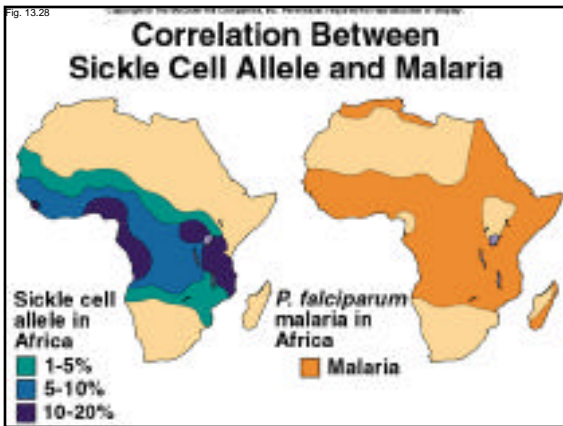 Fig. 13.28
Correlation Between
Sickle Cell Allele and Malaria
Sickle cell
allele in
Africa
1-5%
5-10%
10-20%
P. falciparum
malaria in
Africa
Malaria